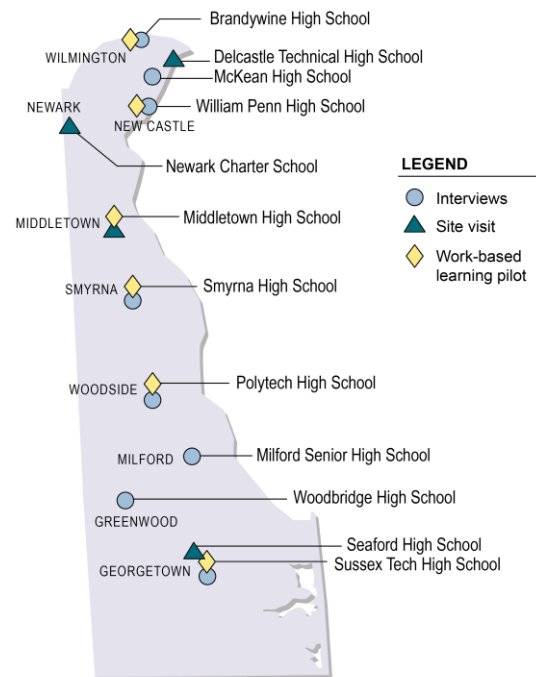 Brandywine High School
WILMINGTON
Delcastle Technical High School
McKean High School
NEWARK
William Penn High School
NEW CASTLE
Newark Charter School
LEGEND
Interviews
Site visit
Work-based
learning pilot
Middletown High School
MIDDLETOWN
SMYRNA
Smyrna High School
Polytech High School
WOODSIDE
MILFORD
Milford Senior High School
Woodbridge High School
GREENWOOD
Seaford High School
Sussex Tech High School
GEORGETOWN